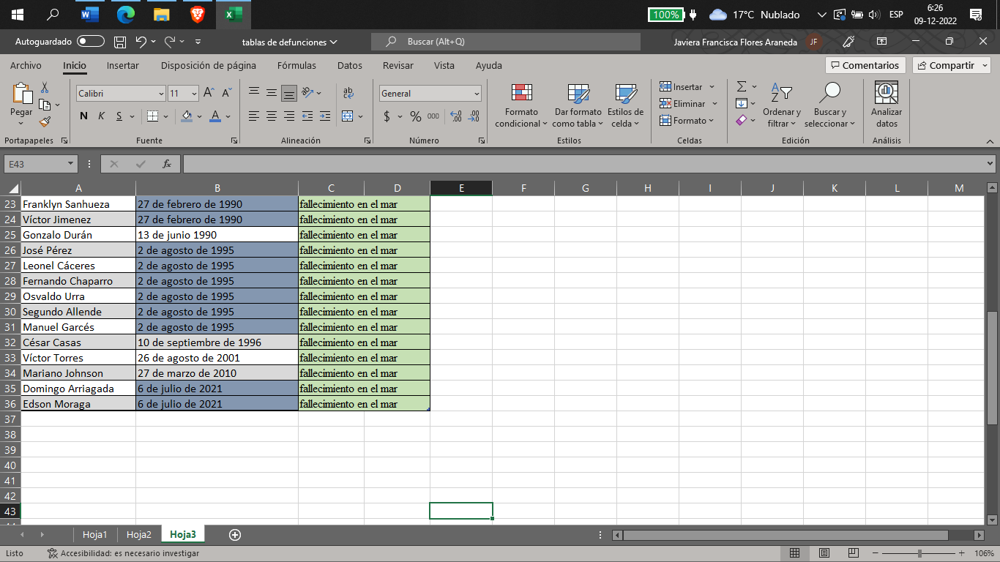 100% 17°C Nublado ESP 6:26
09-12-2022
Autoguardado tablas de defunciones Buscar (Alt+Q) Javiera Francisca Flores Araneda JF
Archivo Inicio Insertar Disposición de página Fórmulas Datos Revisar Vista Ayuda Comentarios Compartir
Pegar
Portapapeles
Calibri 11
N K S
Fuente
ab
Alineación
General
$ % 000
Número
Formato condicional
Dar formato como tabla
Estilos de celda
Estilos
Insertar
Eliminar
Formato
Celdas
Ordenar y filtrar
Buscar y seleccionar
Edición
Analizar datos
Análisis
E43 fx
A B C D E F G H I J K L M
23 Franklyn Sanhueza 27 de febrero de 1990 fallecimiento en el mar
24 Víctor Jimenez 27 de febrero de 1990 fallecimiento en el mar
25 Gonzalo Durán 13 de junio 1990 fallecimiento en el mar
26 José Pérez 2 de agosto de 1995 fallecimiento en el mar
27 Leonel Cáceres 2 de agosto de 1995 fallecimiento en el mar
28 Fernando Chaparro 2 de agosto de 1995 fallecimiento en el mar
29 Osvaldo Urra 2 de agosto de 1995 fallecimiento en el mar
30 Segundo Allende 2 de agosto de 1995 fallecimiento en el mar
31 Manuel Garcés 2 de agosto de 1995 fallecimiento en el mar
32 César Casas 10 de septiembre de 1996 fallecimiento en el mar
33 Víctor Torres 26 de agosto de 2001 fallecimiento en el mar
34 Mariano Johnson 27 de marzo de 2010 fallecimiento en el mar
35 Domingo Arriagada 6 de julio de 2021 fallecimiento en el mar
36 Edson Moraga 6 de julio de 2021 fallecimiento en el mar
37
38
39
40
41
42
43
Hoja1 Hoja2 Hoja3
Listo Accesibilidad: es necesario investigar 106%